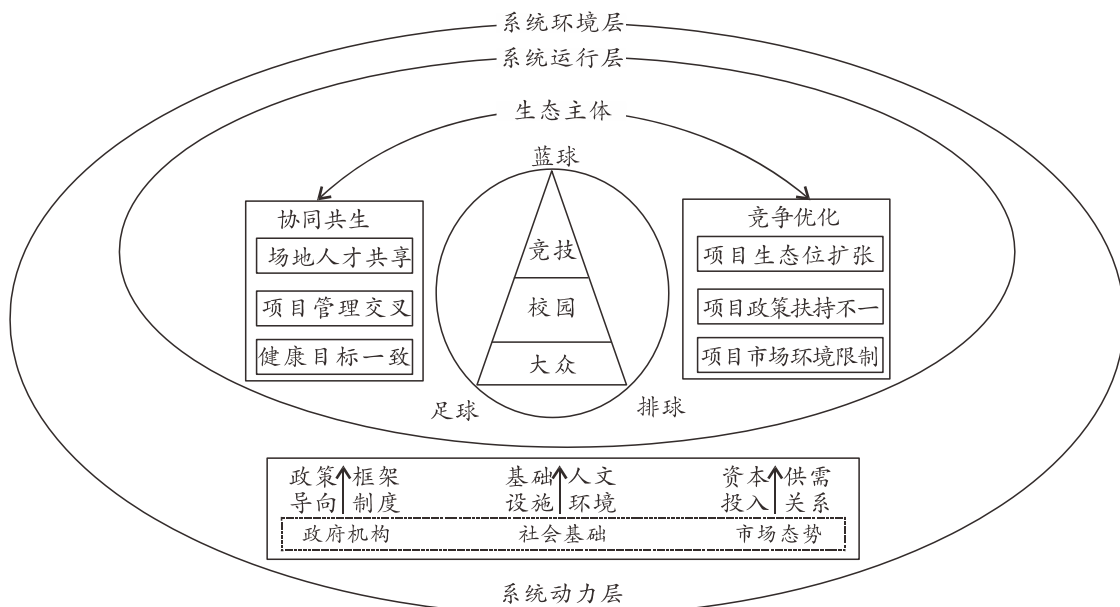 系统环境层
系统运行层
生态主体
蓝球
协同共生
场地人才共享
项目管理交叉
健康目标一致
竞技
校园
大众
竞争优化
项目生态位扩张
项目政策扶持不一
项目市场环境限制
足球
排球
政策 框架
导向 制度
基础 人文
设施 环境
资本 供需
投入 关系
政府机构
社会基础
市场态势
系统动力层